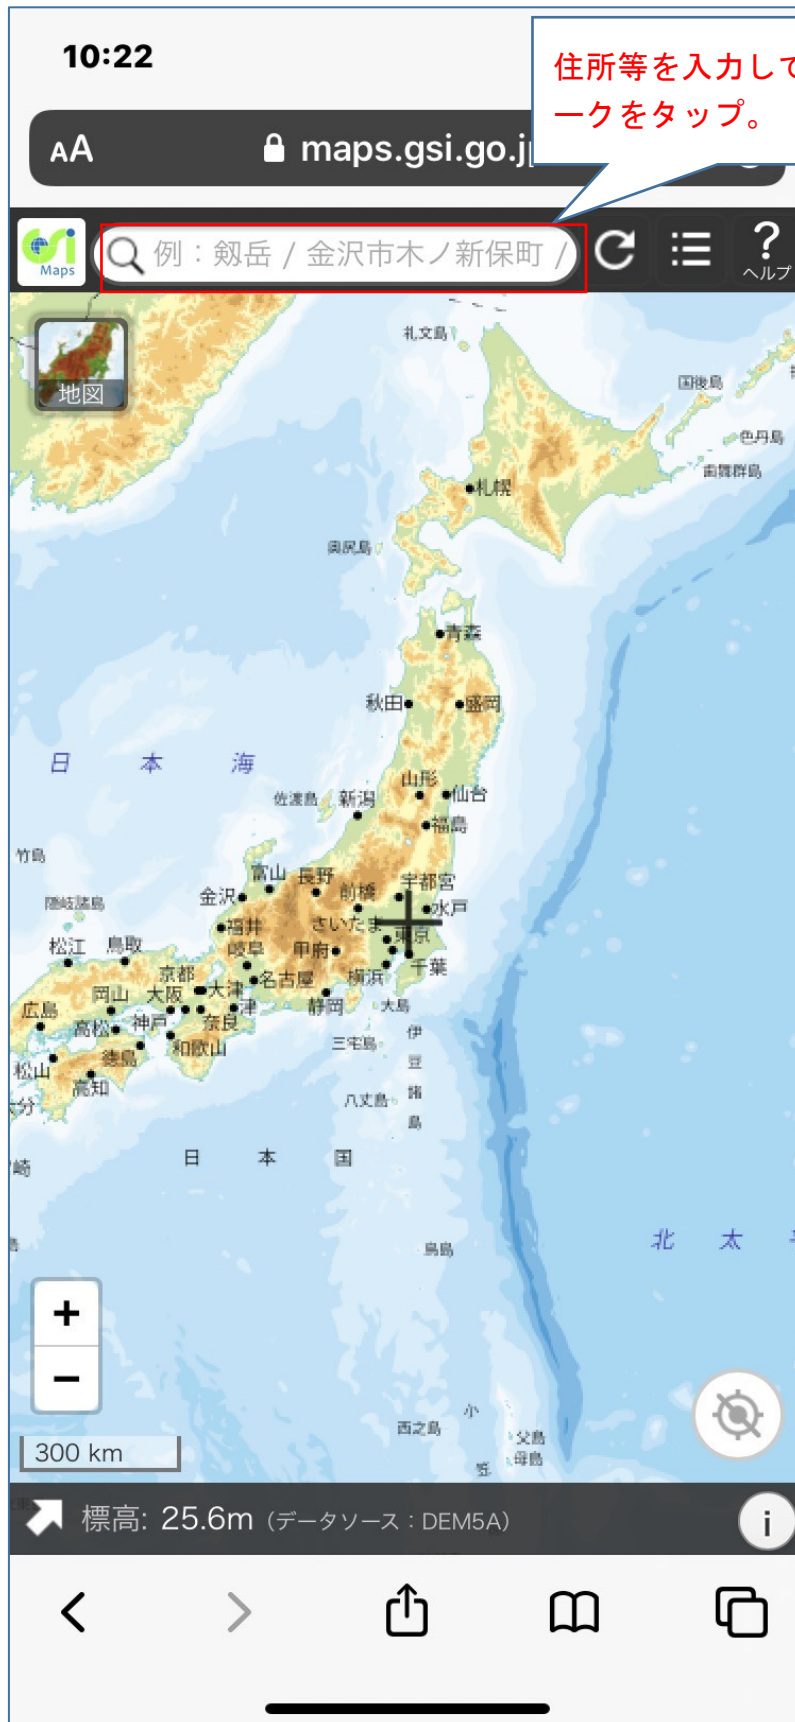 10:22
住所等を入力して
ークをタップ。
AA
maps.gsi.go.j
Maps
例：剱岳 / 金沢市木ノ新保町 /
?
ヘルプ
地図
礼文島
国後島
色丹島
歯舞群島
札幌
奥尻島
青森
秋田
盛岡
日 本 海
山形
仙台
佐渡島
新潟
福島
竹島
富山
長野
前橋
宇都宮
金沢
水戸
隠岐諸島
福井
さいたま
東京
松江
鳥取
岐阜
甲府
千葉
京都
名古屋
横浜
岡山
大阪
大津
津
静岡
大島
広島
高松
神戸
奈良
三宅島
伊豆諸島
徳島
和歌山
松山
高知
八丈島
分
崎
日 本 国
北 太
鳥島
+
−
西之島
小笠
父島
母島
300 km
標高: 25.6m (データソース：DEM5A)
i